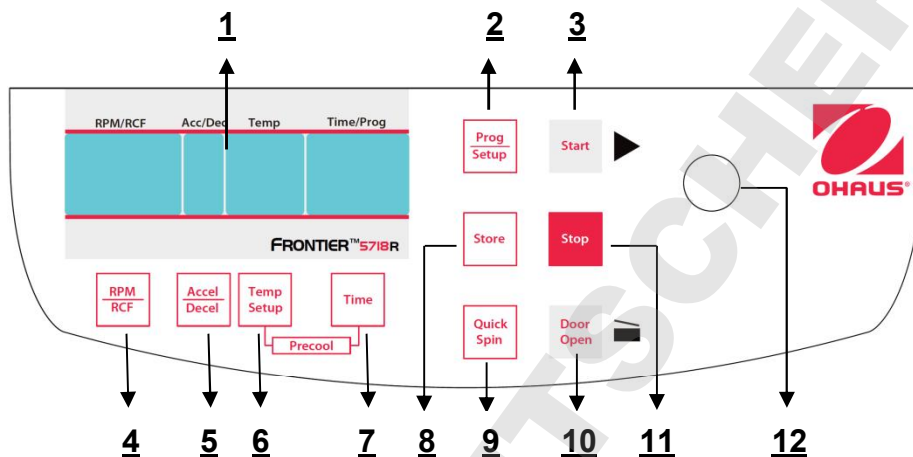 1 2 3
RPM/RCF Acc/Dec Temp Time/Prog
Prog
Setup
Start
OHAUS®
FRONTIER™5718R
Store
Stop
RPM
RCF
Accel
Decel
Temp
Setup
Time
Precool
Quick
Spin
Door
Open
4 5 6 7 8 9 10 11 12